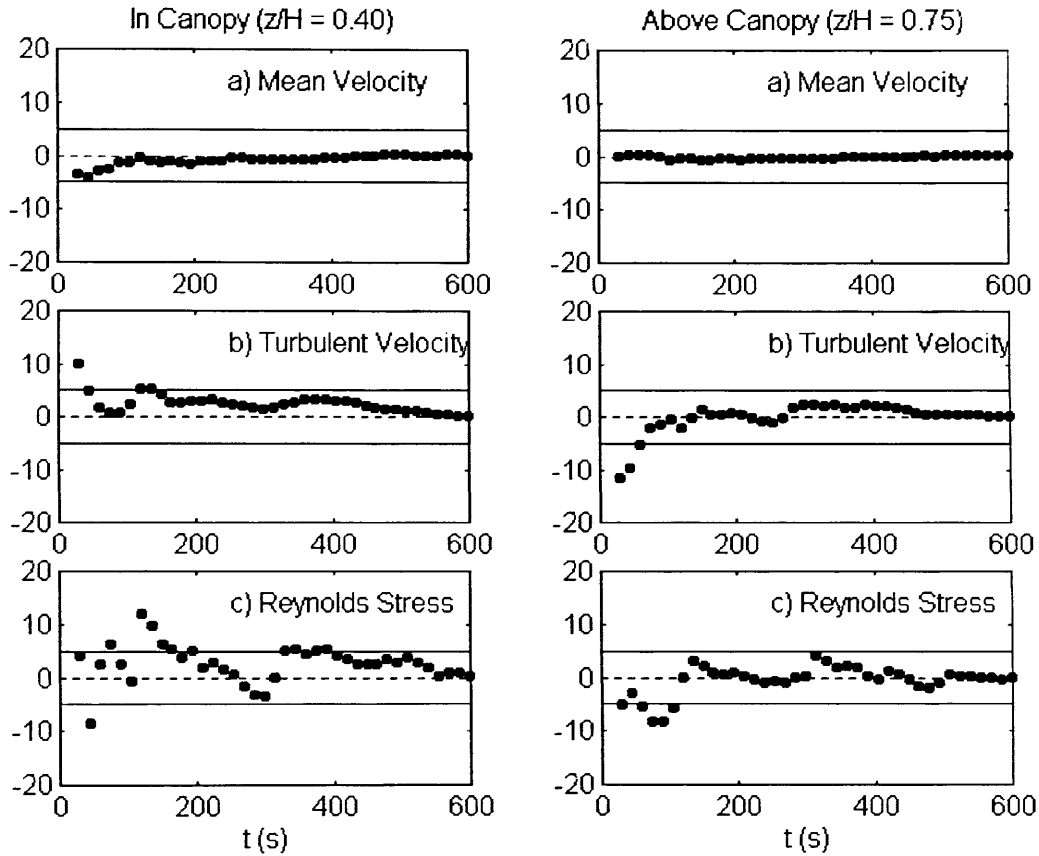 In Canopy (z/H = 0.40)
20
a) Mean Velocity
10
0
-10
-20
0 200 400 600
20
b) Turbulent Velocity
10
0
-10
-20
0 200 400 600
20
c) Reynolds Stress
10
0
-10
-20
0 200 400 600
t (s)
Above Canopy (z/H = 0.75)
20
a) Mean Velocity
10
0
-10
-20
0 200 400 600
20
b) Turbulent Velocity
10
0
-10
-20
0 200 400 600
20
c) Reynolds Stress
10
0
-10
-20
0 200 400 600
t (s)